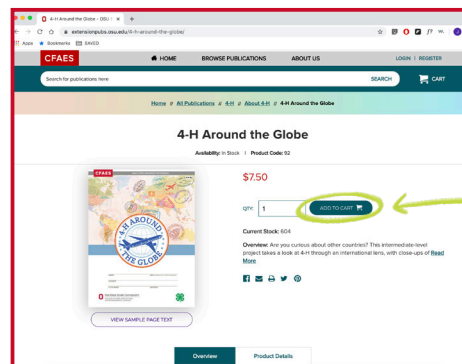 4-H Around the Globe - OSU
extensionpubs.osu.edu/4-h-around-the-globe/
Apps Bookmarks SAVED
CFAES HOME BROWSE PUBLICATIONS ABOUT US LOGIN | REGISTER
Search for publications here SEARCH CART
Home // All Publications // 4-H // About 4-H // 4-H Around the Globe
4-H Around the Globe
Availability: In Stock | Product Code: 92
CFAES
4-H AROUND
THE GLOBE
THE OHIO STATE UNIVERSITY
VIEW SAMPLE PAGE TEXT
$7.50
QTY: 1 ADD TO CART
Current Stock: 604
Overview: Are you curious about other countries? This intermediate-level
project takes a look at 4-H through an international lens, with close-ups of Read
More
Overview Product Details